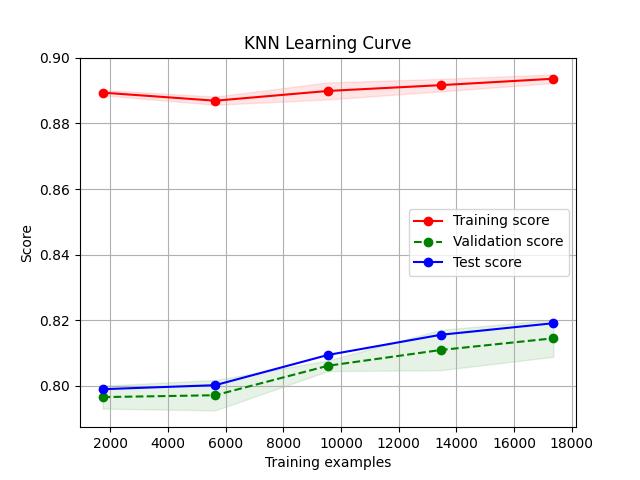 KNN Learning Curve
0.90
0.88
0.86
0.84
0.82
0.80
Score
Training score
Validation score
Test score
2000 4000 6000 8000 10000 12000 14000 16000 18000
Training examples